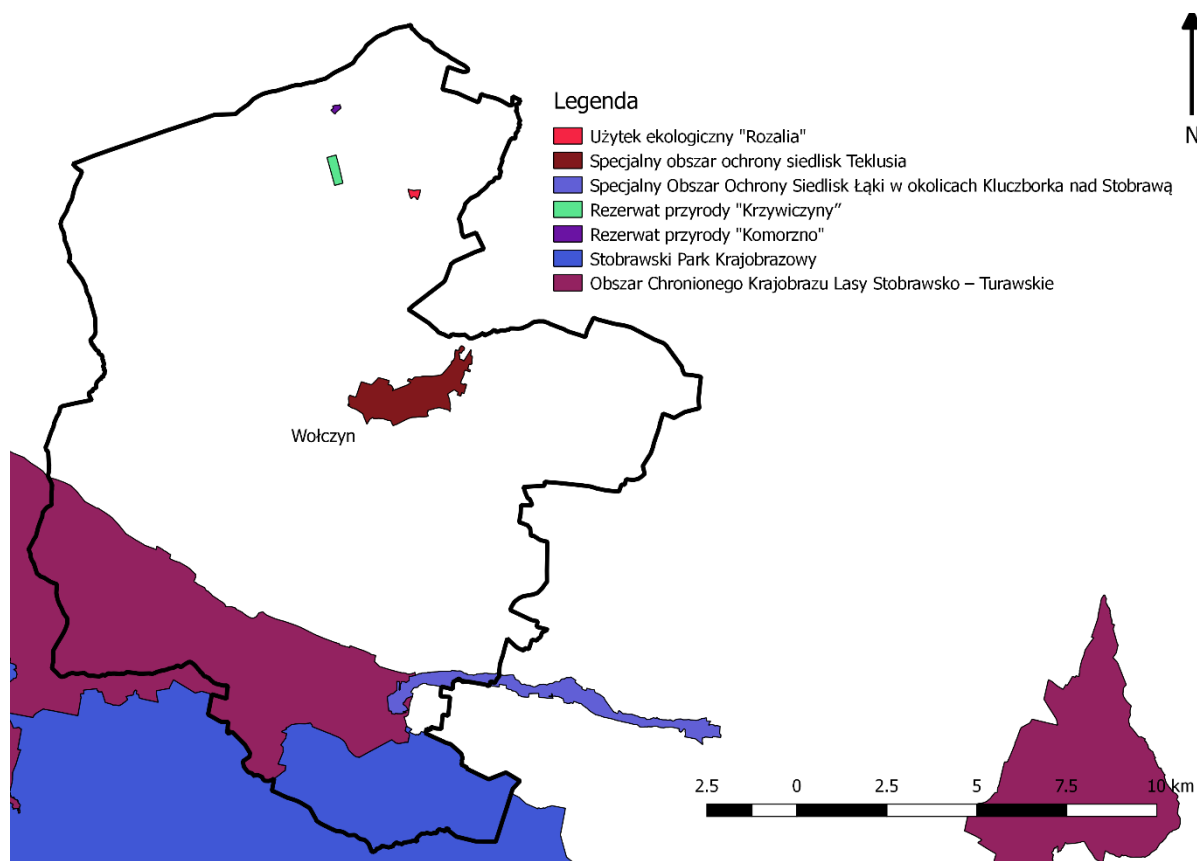 N
Legenda
Użytek ekologiczny "Rozalia"
Specjalny obszar ochrony siedlisk Teklusia
Specjalny Obszar Ochrony Siedlisk Łąki w okolicach Kluczborka nad Stobrawą
Rezerwat przyrody "Krzywiczyny”
Rezerwat przyrody "Komorzno"
Stobrawski Park Krajobrazowy
Obszar Chronionego Krajobrazu Lasy Stobrawsko – Turawskie
Wołczyn
2.5 0 2.5 5 7.5 10 km